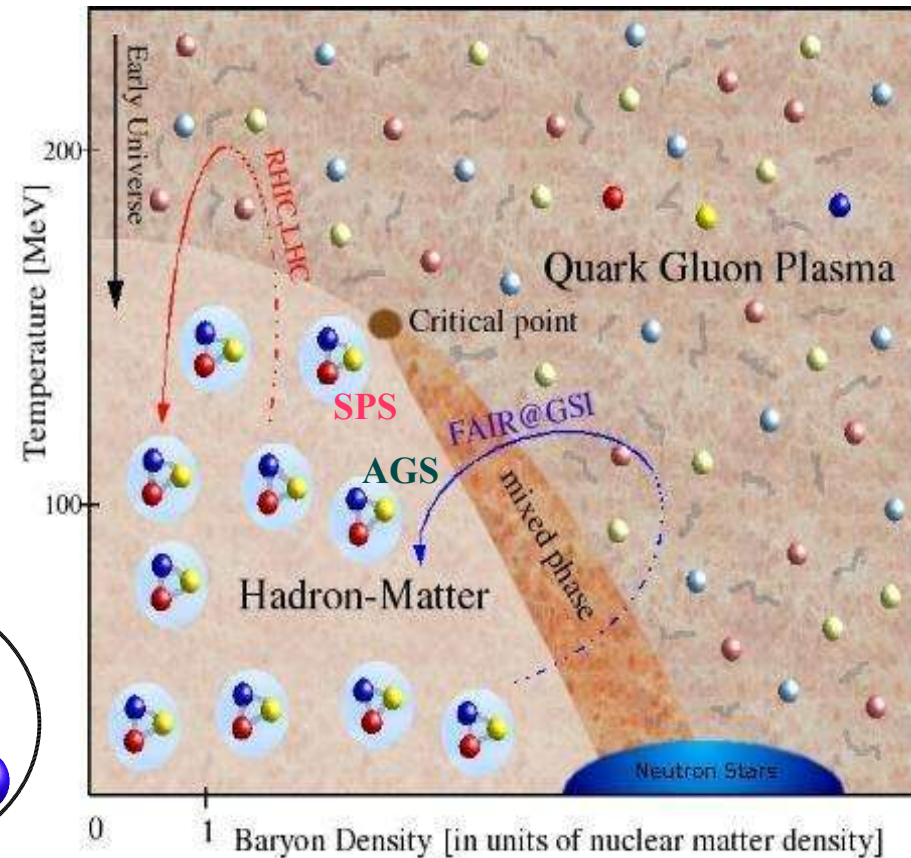 Early Universe
200
RHIC,LHC
Temperature [MeV]
Quark Gluon Plasma
Critical point
SPS
FAIR@GSI
AGS
mixed phase
100
Hadron-Matter
Neutron Stars
0
1
Baryon Density [in units of nuclear matter density]